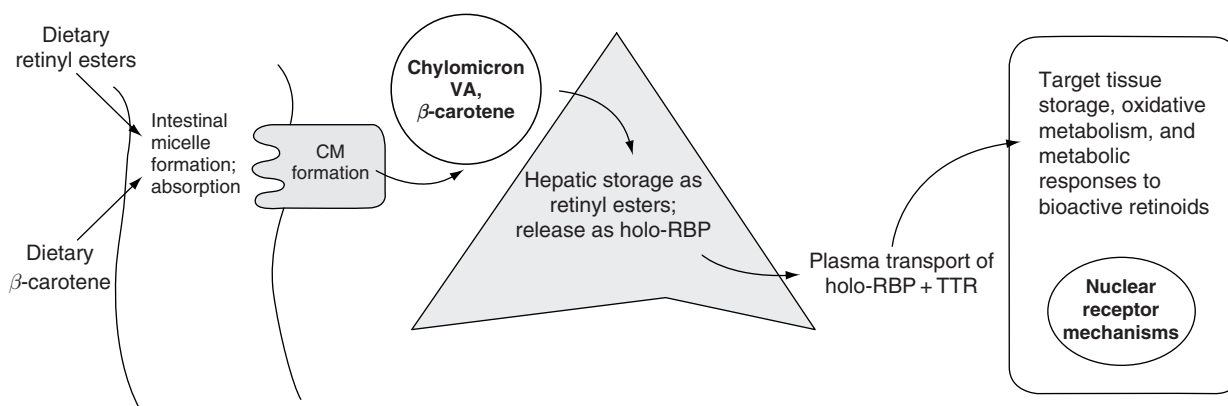 Dietary
retinyl esters
Dietary
β-carotene
Intestinal
micelle
formation;
absorption
CM
formation
Chylomicron
VA,
β-carotene
Hepatic storage as
retinyl esters;
release as holo-RBP
Plasma transport of
holo-RBP + TTR
Target tissue
storage, oxidative
metabolism, and
metabolic
responses to
bioactive retinoids
Nuclear
receptor
mechanisms